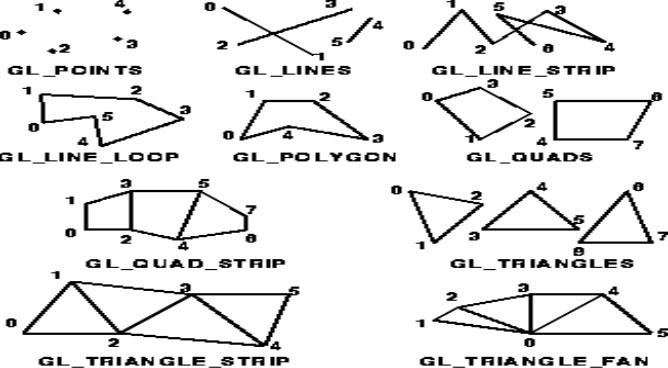 0 1 2 3 4
GL_POINTS
0 1 2 3 4 5
GL_LINES
0 1 2 3 4 5 6
GL_LINE_STRIP
0 1 2 3 4 5
GL_LINE_LOOP
0 1 2 3 4
GL_POLYGON
0 1 2 3 4 5 6 7
GL_QUADS
0 1 2 3 4 5 6 7
GL_QUAD_STRIP
0 1 2 3 4 5 6 7 8
GL_TRIANGLES
0 1 2 3 4 5
GL_TRIANGLE_STRIP
0 1 2 3 4 5
GL_TRIANGLE_FAN